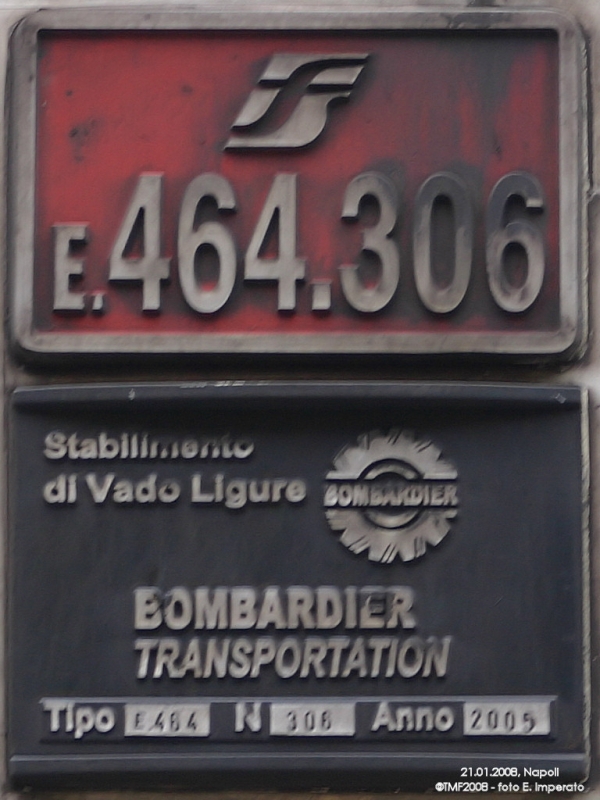 E.464.306
Stabilimento
di Vado Ligure
BOMBARDIER
BOMBARDIER
TRANSPORTATION
Tipo E.464 N 306 Anno 2005
21.01.2008, Napoli
©TMF2008 - foto E. Imperato